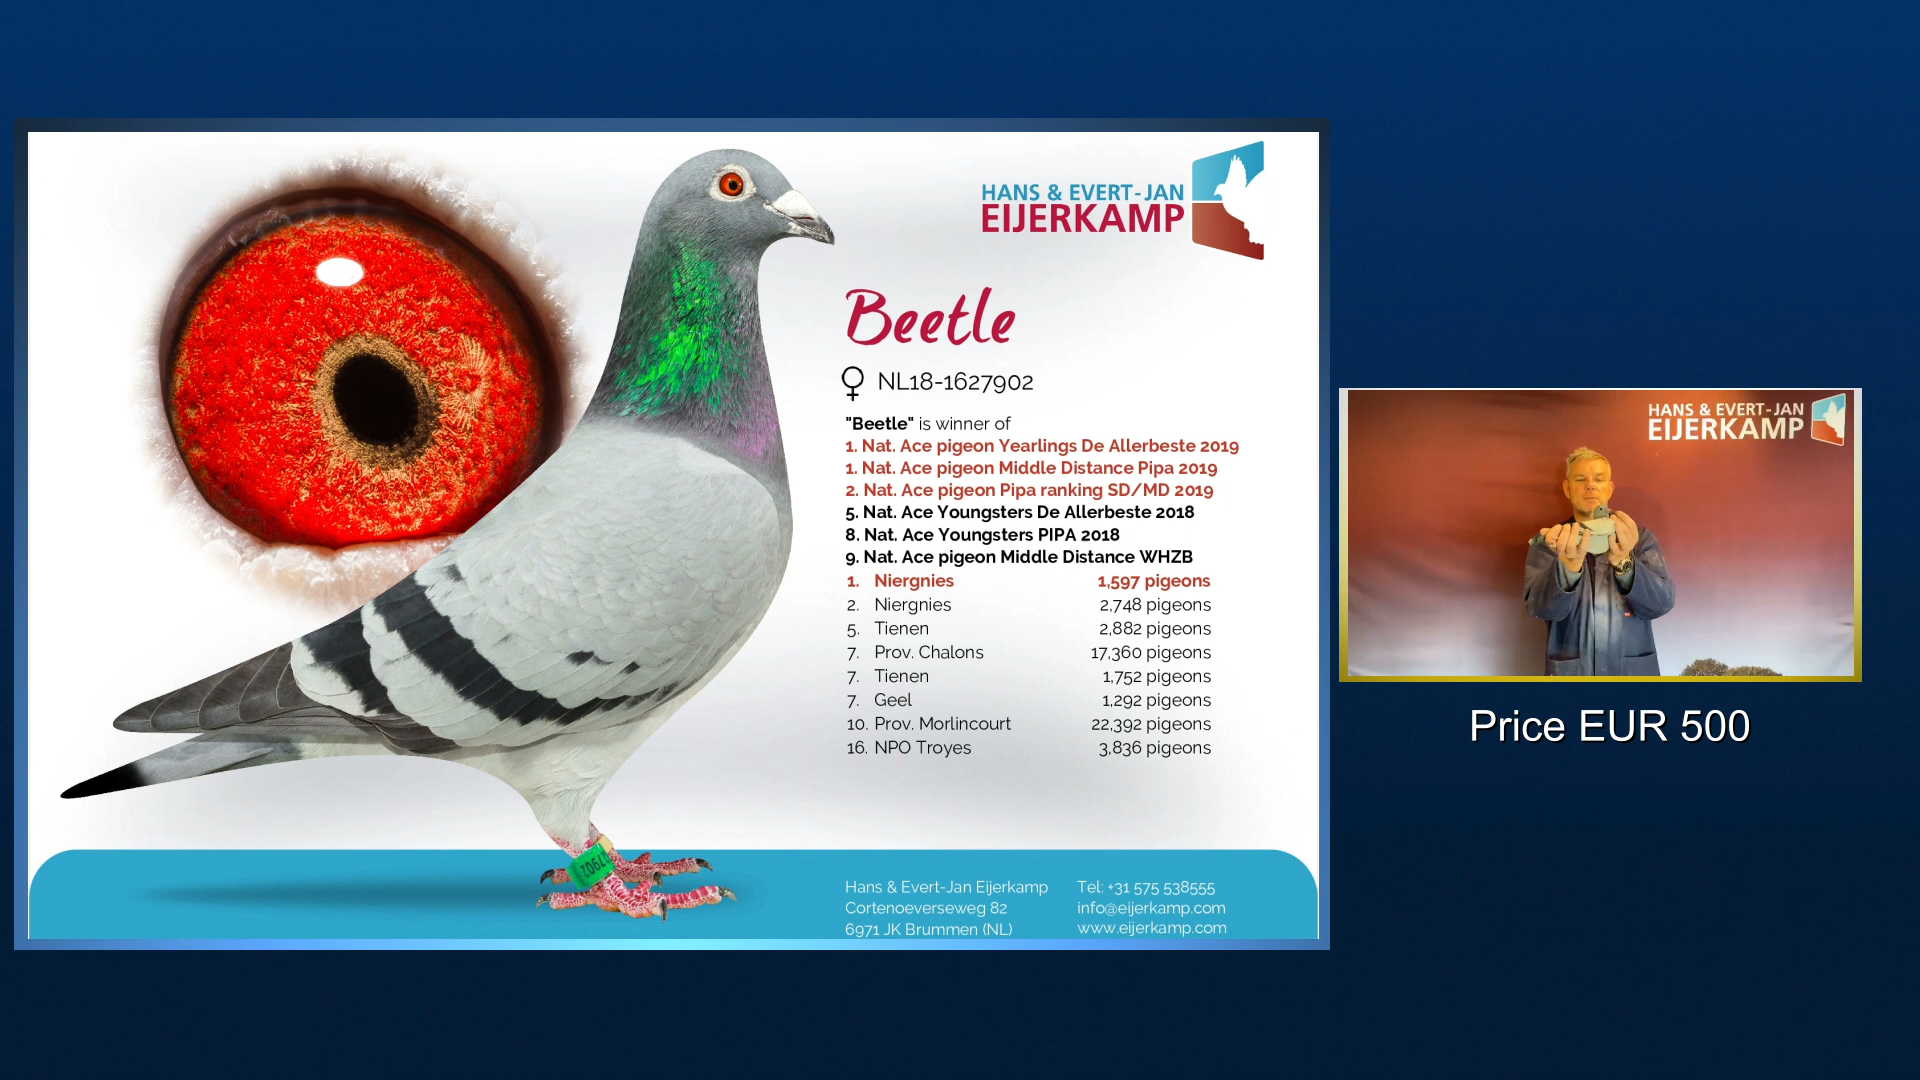 HANS & EVERT-JAN
EIJERKAMP
Beetle
NL18-1627902
"Beetle" is winner of
1. Nat. Ace pigeon Yearlings De Allerbeste 2019
1. Nat. Ace pigeon Middle Distance Pipa 2019
2. Nat. Ace pigeon Pipa ranking SD/MD 2019
5. Nat. Ace Youngsters De Allerbeste 2018
8. Nat. Ace Youngsters PIPA 2018
9. Nat. Ace pigeon Middle Distance WHZB
1. Niergnies 1,597 pigeons
2. Niergnies 2,748 pigeons
5. Tienen 2,882 pigeons
7. Prov. Chalons 17,360 pigeons
7. Tienen 1,752 pigeons
7. Geel 1,292 pigeons
10. Prov. Morlincourt 22,392 pigeons
16. NPO Troyes 3,836 pigeons
Hans & Evert-Jan Eijerkamp
Cortenoeverseweg 82
6971 JK Brummen (NL)
Tel: +31 575 538555
info@eijerkamp.com
www.eijerkamp.com
HANS & EVERT-JAN
EIJERKAMP
Price EUR 500